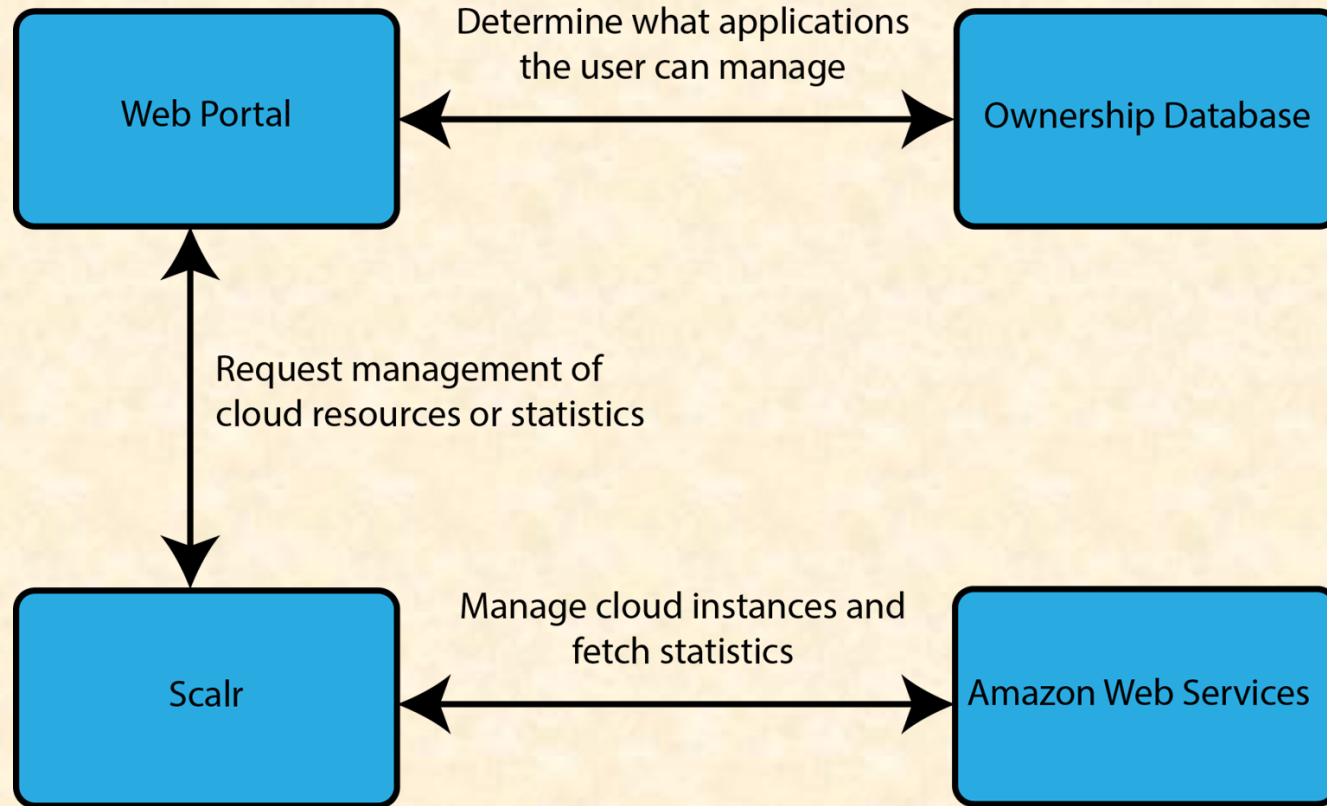 Determine what applications
the user can manage
Web Portal
Ownership Database
Request management of
cloud resources or statistics
Manage cloud instances and
fetch statistics
Scalr
Amazon Web Services